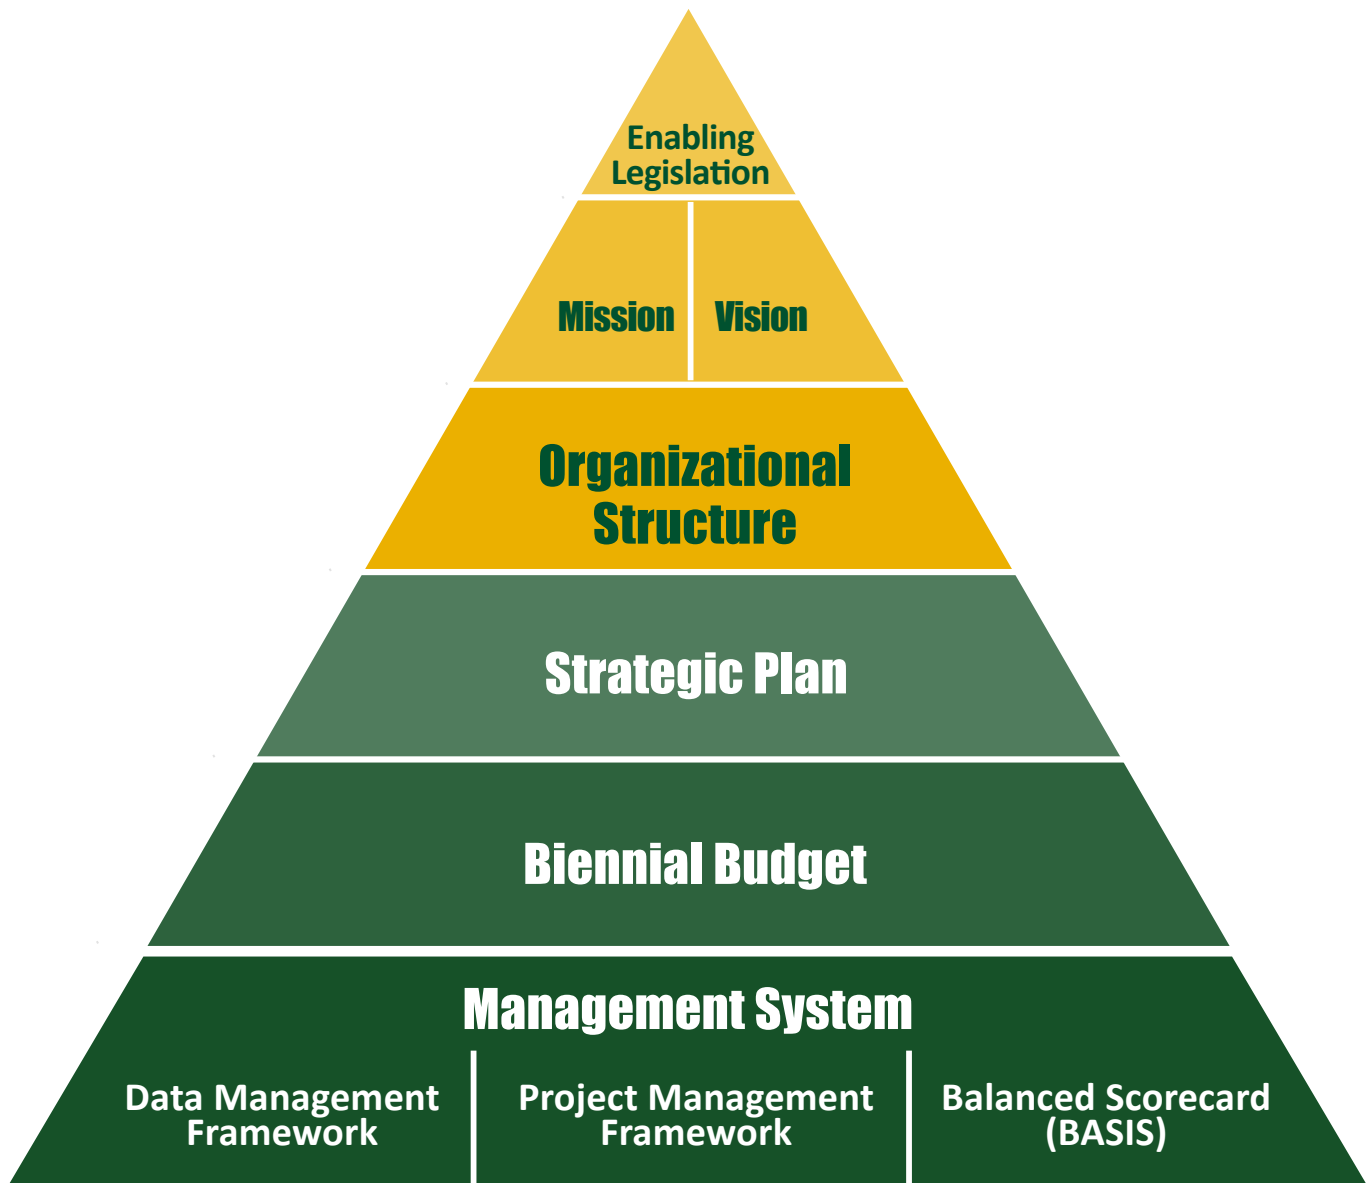 Enabling
Legislation
Mission
Vision
Organizational
Structure
Strategic Plan
Biennial Budget
Management System
Data Management
Framework
Project Management
Framework
Balanced Scorecard
(BASIS)